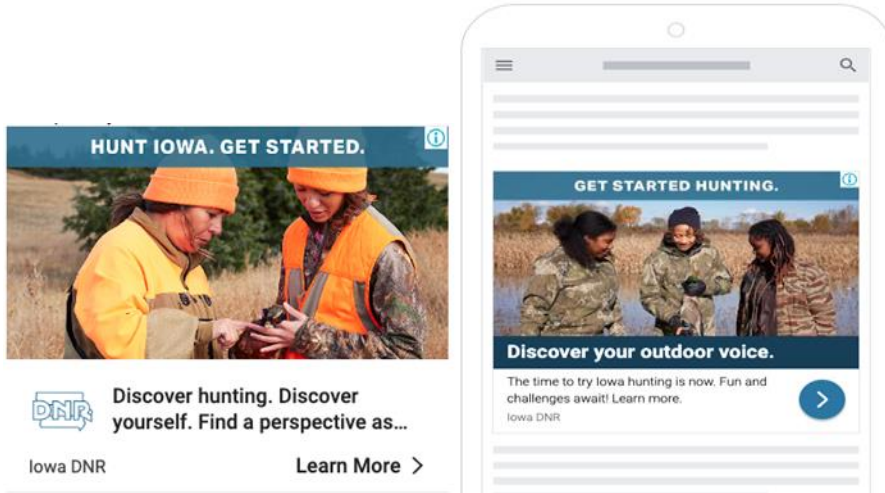 HUNT IOWA. GET STARTED.
DNR
Discover hunting. Discover
yourself. Find a perspective as...
Iowa DNR
Learn More >
GET STARTED HUNTING.
Discover your outdoor voice.
The time to try Iowa hunting is now. Fun and
challenges await! Learn more.
Iowa DNR